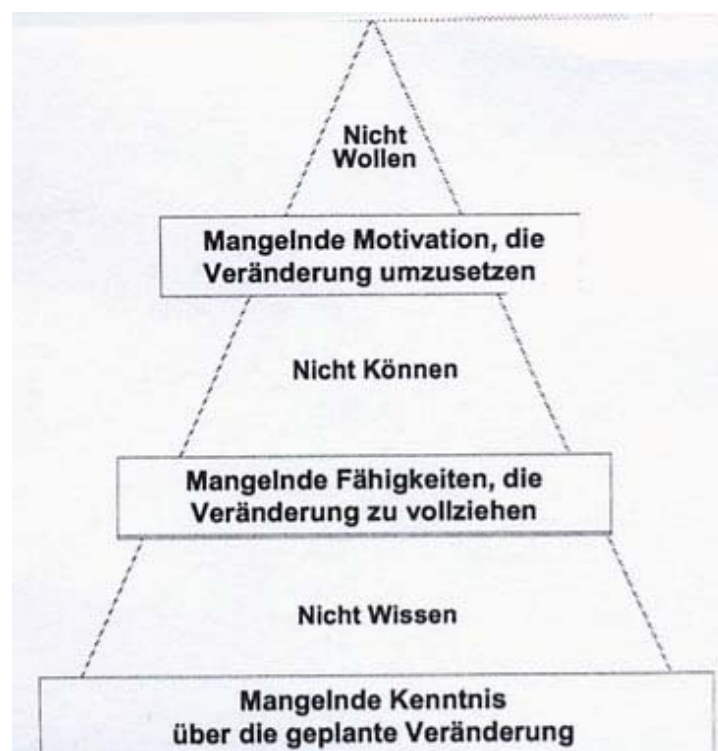 Nicht
Wollen
Mangelnde Motivation, die
Veränderung umzusetzen
Nicht Können
Mangelnde Fähigkeiten, die
Veränderung zu vollziehen
Nicht Wissen
Mangelnde Kenntnis
über die geplante Veränderung